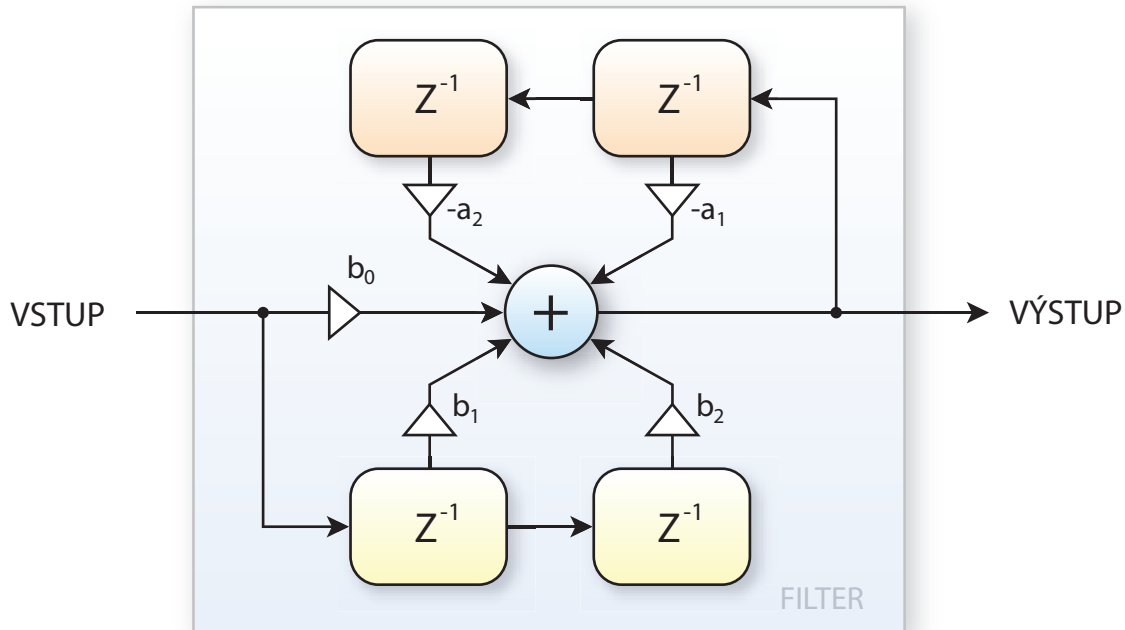 Z⁻¹ Z⁻¹
-a₂ -a₁
b₀
VSTUP + VÝSTUP
b₁ b₂
Z⁻¹ Z⁻¹
FILTER